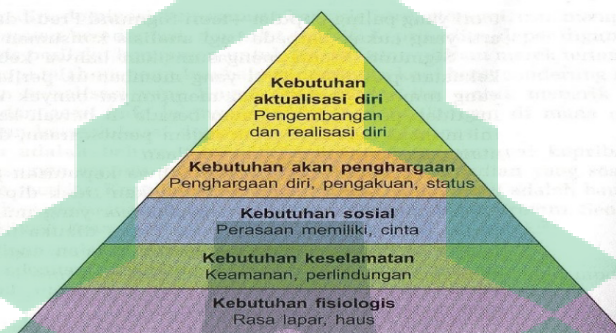 Kebutuhan
aktualisasi diri
Pengembangan
dan realisasi diri
Kebutuhan akan penghargaan
Penghargaan diri, pengakuan, status
Kebutuhan sosial
Perasaan memiliki, cinta
Kebutuhan keselamatan
Keamanan, perlindungan
Kebutuhan fisiologis
Rasa lapar, haus